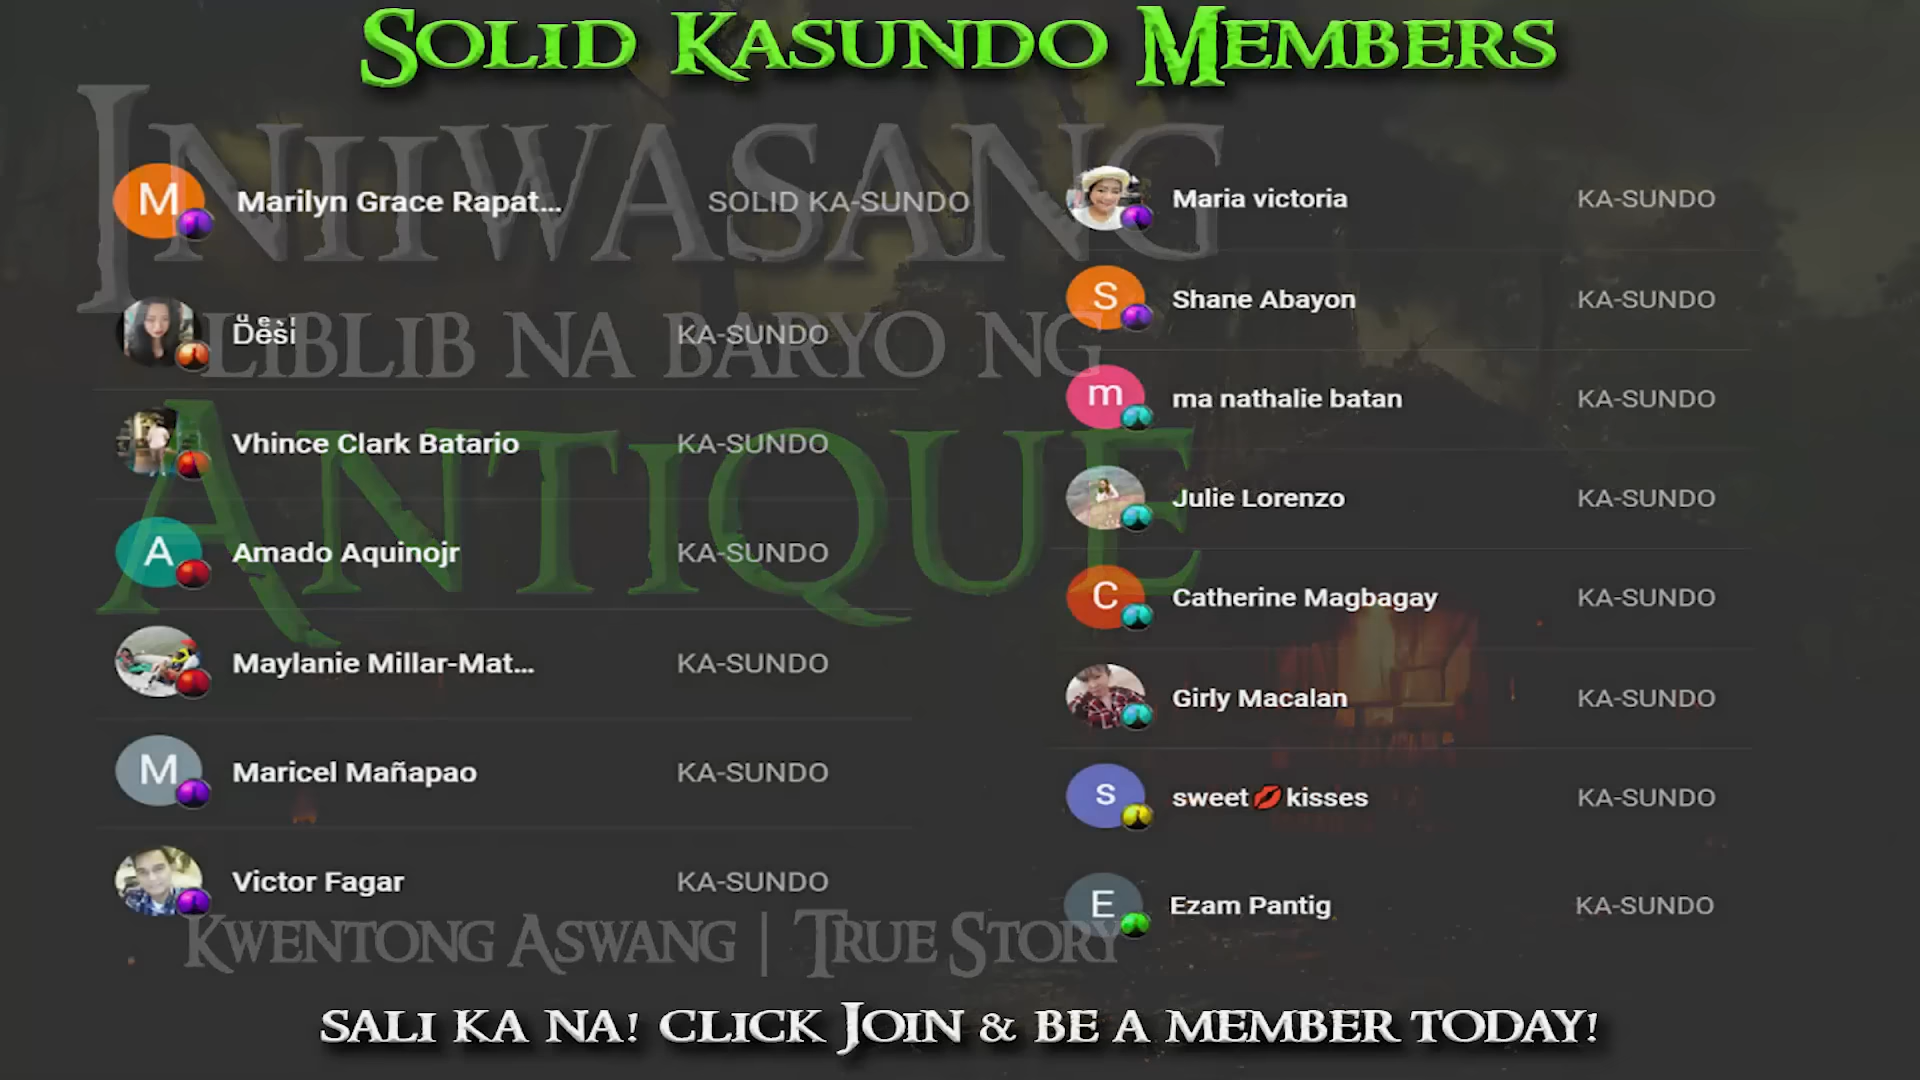 Solid Kasundo Members
Iniiwasang
Liblib na Baryo ng
Antique
M Marilyn Grace Rapat... SOLID KA-SUNDO
Dͧeͤsͥi KA-SUNDO
Vhince Clark Batario KA-SUNDO
A Amado Aquinojr KA-SUNDO
Maylanie Millar-Mat... KA-SUNDO
M Maricel Mañapao KA-SUNDO
Victor Fagar KA-SUNDO
Maria victoria KA-SUNDO
S Shane Abayon KA-SUNDO
m ma nathalie batan KA-SUNDO
Julie Lorenzo KA-SUNDO
C Catherine Magbagay KA-SUNDO
Girly Macalan KA-SUNDO
s sweet💋kisses KA-SUNDO
E Ezam Pantig KA-SUNDO
Kwentong Aswang | True Story
SALI KA NA! CLICK JOIN & BE A MEMBER TODAY!